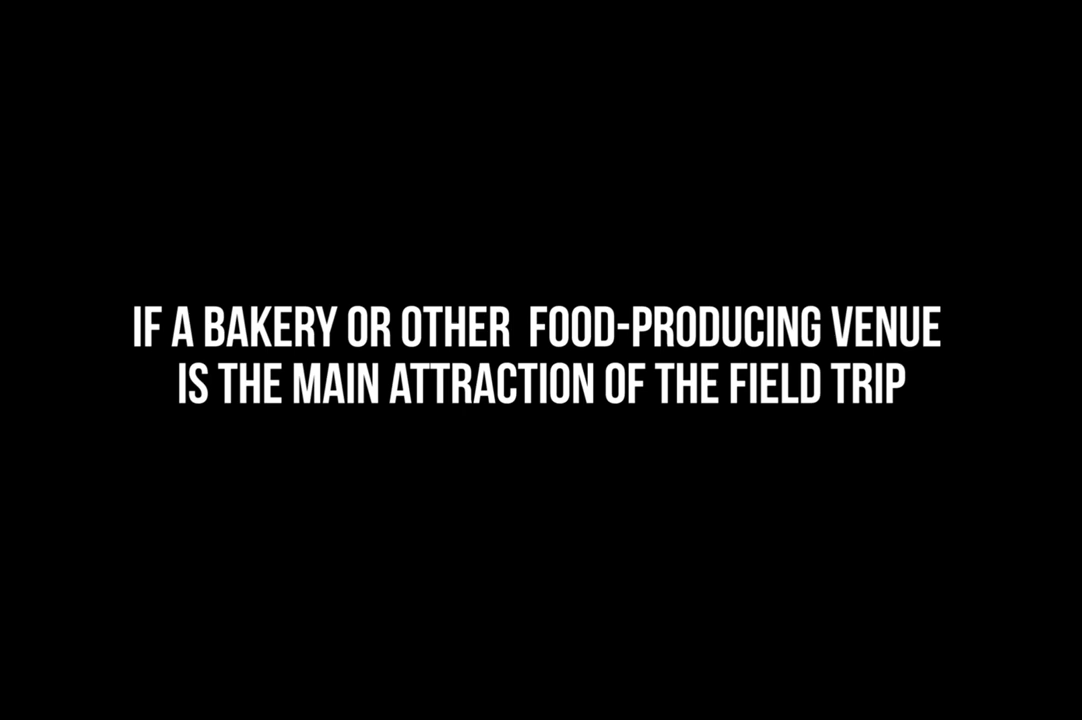 IF A BAKERY OR OTHER  FOOD-PRODUCING VENUE
IS THE MAIN ATTRACTION OF THE FIELD TRIP